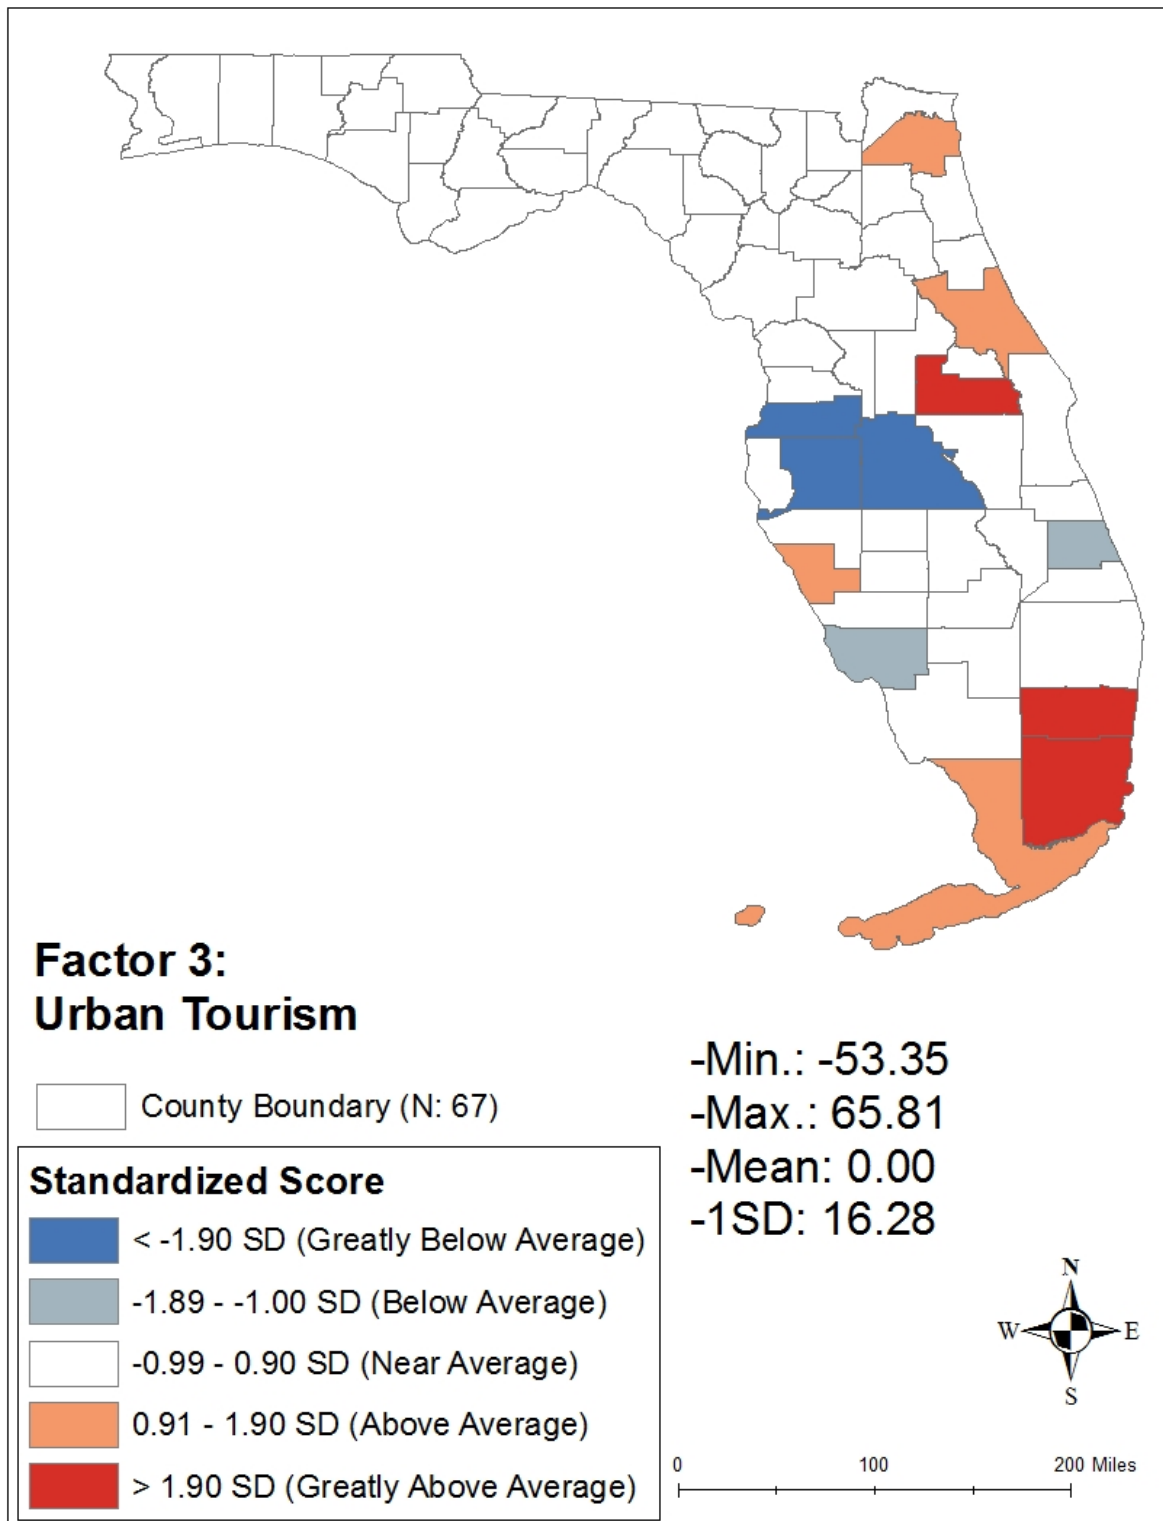 Factor 3:
Urban Tourism
County Boundary (N: 67)
Standardized Score
< -1.90 SD (Greatly Below Average)
-1.89 - -1.00 SD (Below Average)
-0.99 - 0.90 SD (Near Average)
0.91 - 1.90 SD (Above Average)
> 1.90 SD (Greatly Above Average)
-Min.: -53.35
-Max.: 65.81
-Mean: 0.00
-1SD: 16.28
N
W E
S
0 100 200 Miles